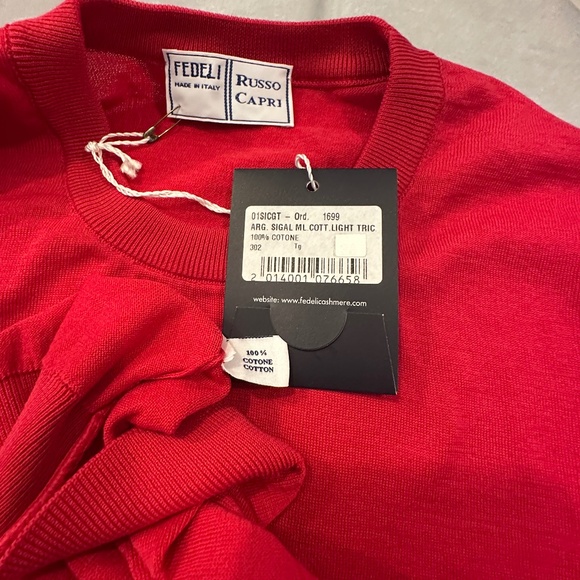 FEDELI
MADE IN ITALY
RUSSO
CAPRI
01SICGT - Ord. 1699
ARG. SIGAL ML COTT.LIGHT TRIC
100% COTONE
302 Tg
2 014001 076658
website: www.fedelicashmere.com
100%
COTONE
COTTON